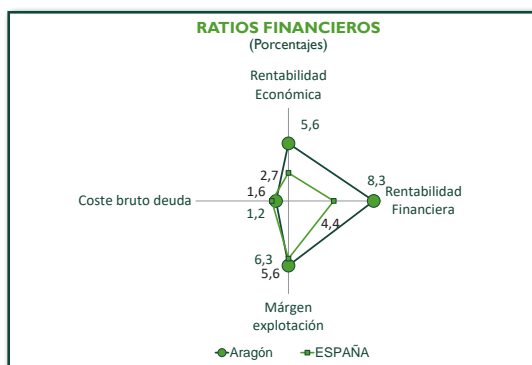 RATIOS FINANCIEROS
(Porcentajes)
Rentabilidad
Económica
5,6
2,7
8,3
Rentabilidad
Financiera
4,4
Coste bruto deuda
1,6
1,2
6,3
5,6
Márgen
explotación
Aragón
ESPAÑA